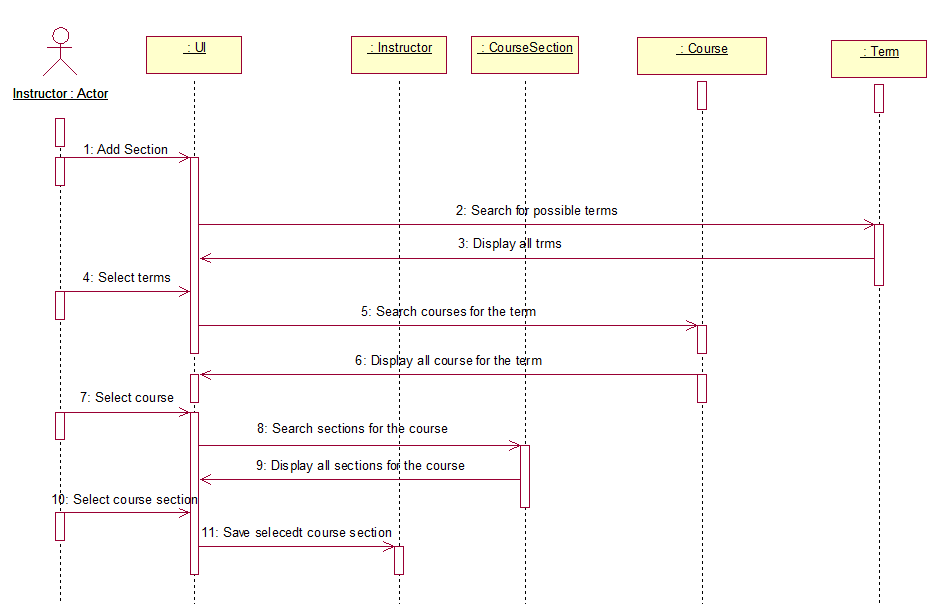 : UI
: Instructor
: CourseSection
: Course
: Term
Instructor : Actor
1: Add Section
2: Search for possible terms
3: Display all trms
4: Select terms
5: Search courses for the term
6: Display all course for the term
7: Select course
8: Search sections for the course
9: Display all sections for the course
10: Select course section
11: Save selecedt course section